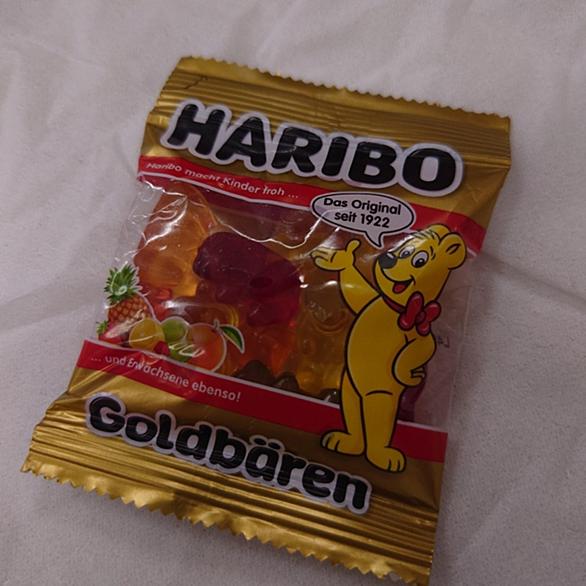 HARIBO
Haribo macht Kinder froh ...
Das Original
seit 1922
... und Erwachsene ebenso!
Goldbären